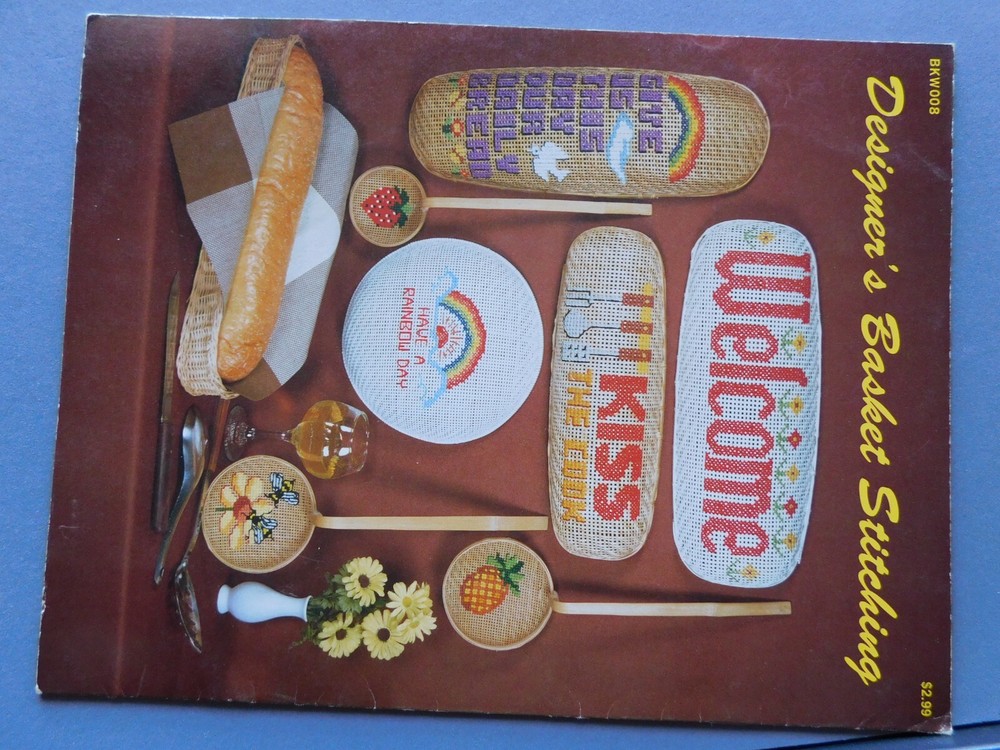 BKW008
$2.99
Designer's Basket Stitching
GIVE
US
THIS
DAY
OUR
DAILY
BREAD
Welcome
KISS
THE COOK
HAVE A
RAINBOW DAY